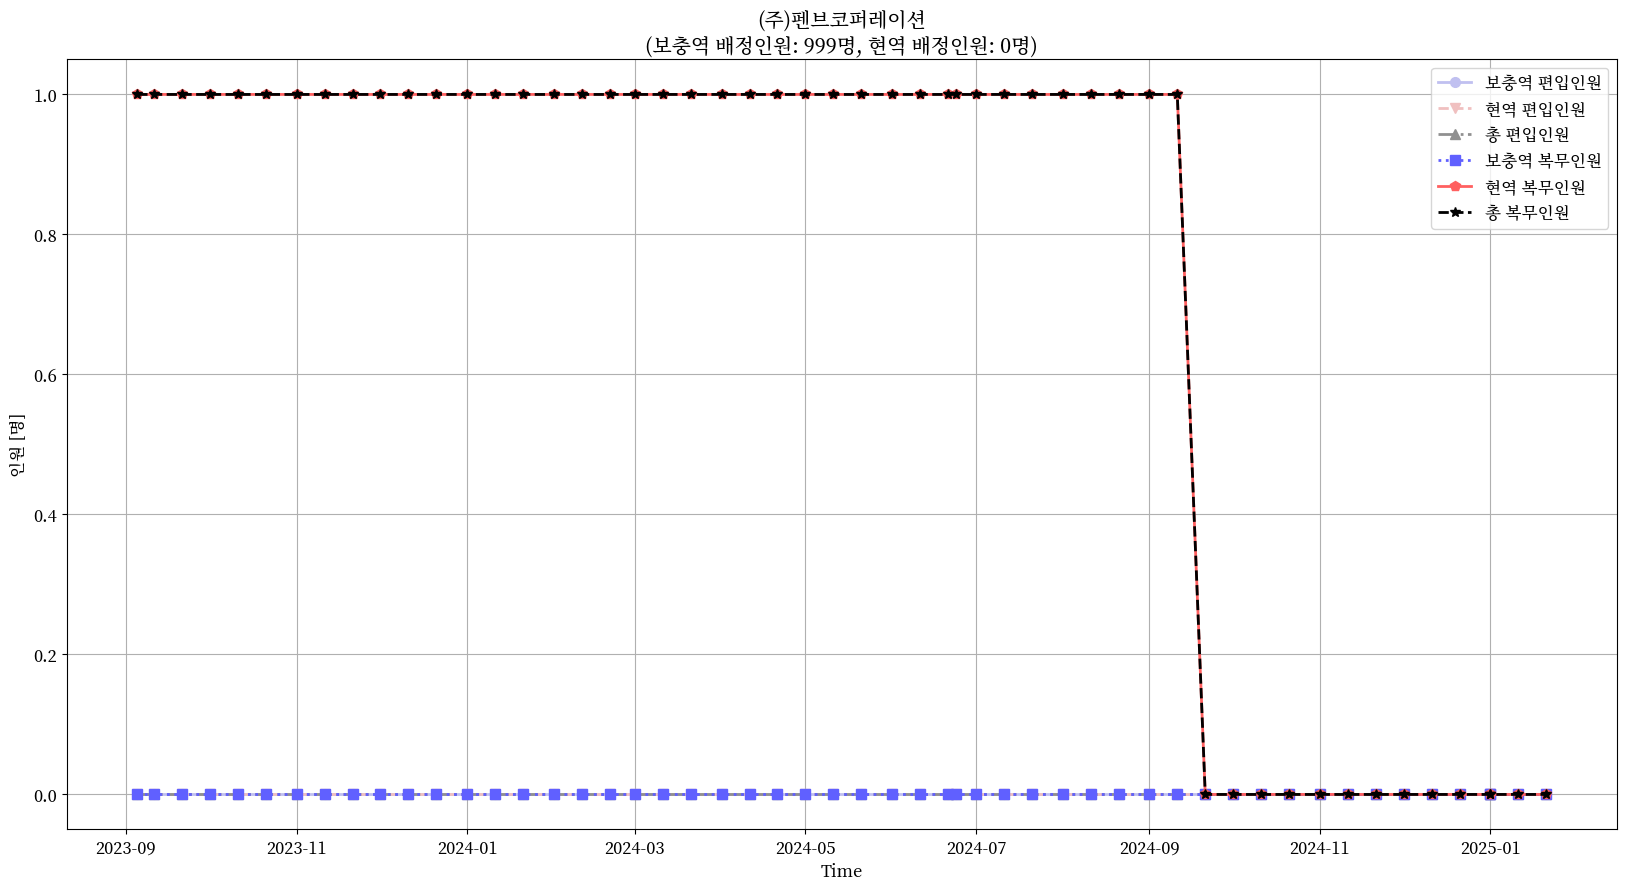 (주)펜브코퍼레이션
(보충역 배정인원: 999명, 현역 배정인원: 0명)
보충역 편입인원
현역 편입인원
총 편입인원
보충역 복무인원
현역 복무인원
총 복무인원
1.0
0.8
0.6
0.4
0.2
0.0
인원 [명]
2023-09 2023-11 2024-01 2024-03 2024-05 2024-07 2024-09 2024-11 2025-01
Time